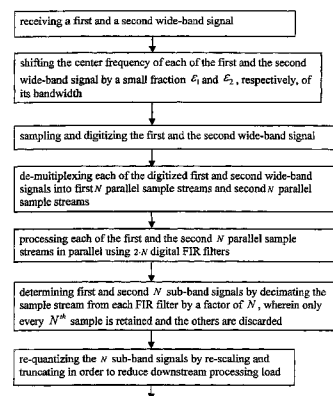 receiving a first and a second wide-band signal
shifting the center frequency of each of the first and the second
wide-band signal by a small fraction ε₁ and ε₂, respectively, of
its bandwidth
sampling and digitizing the first and the second wide-band signal
de-multiplexing each of the digitized first and second wide-band
signals into first N parallel sample streams and second N parallel
sample streams
processing each of the first and the second N parallel sample
streams in parallel using 2·N digital FIR filters
determining first and second N sub-band signals by decimating the
sample stream from each FIR filter by a factor of N, wherein only
every Nᵗʰ sample is retained and the others are discarded
re-quantizing the N sub-band signals by re-scaling and
truncating in order to reduce downstream processing load